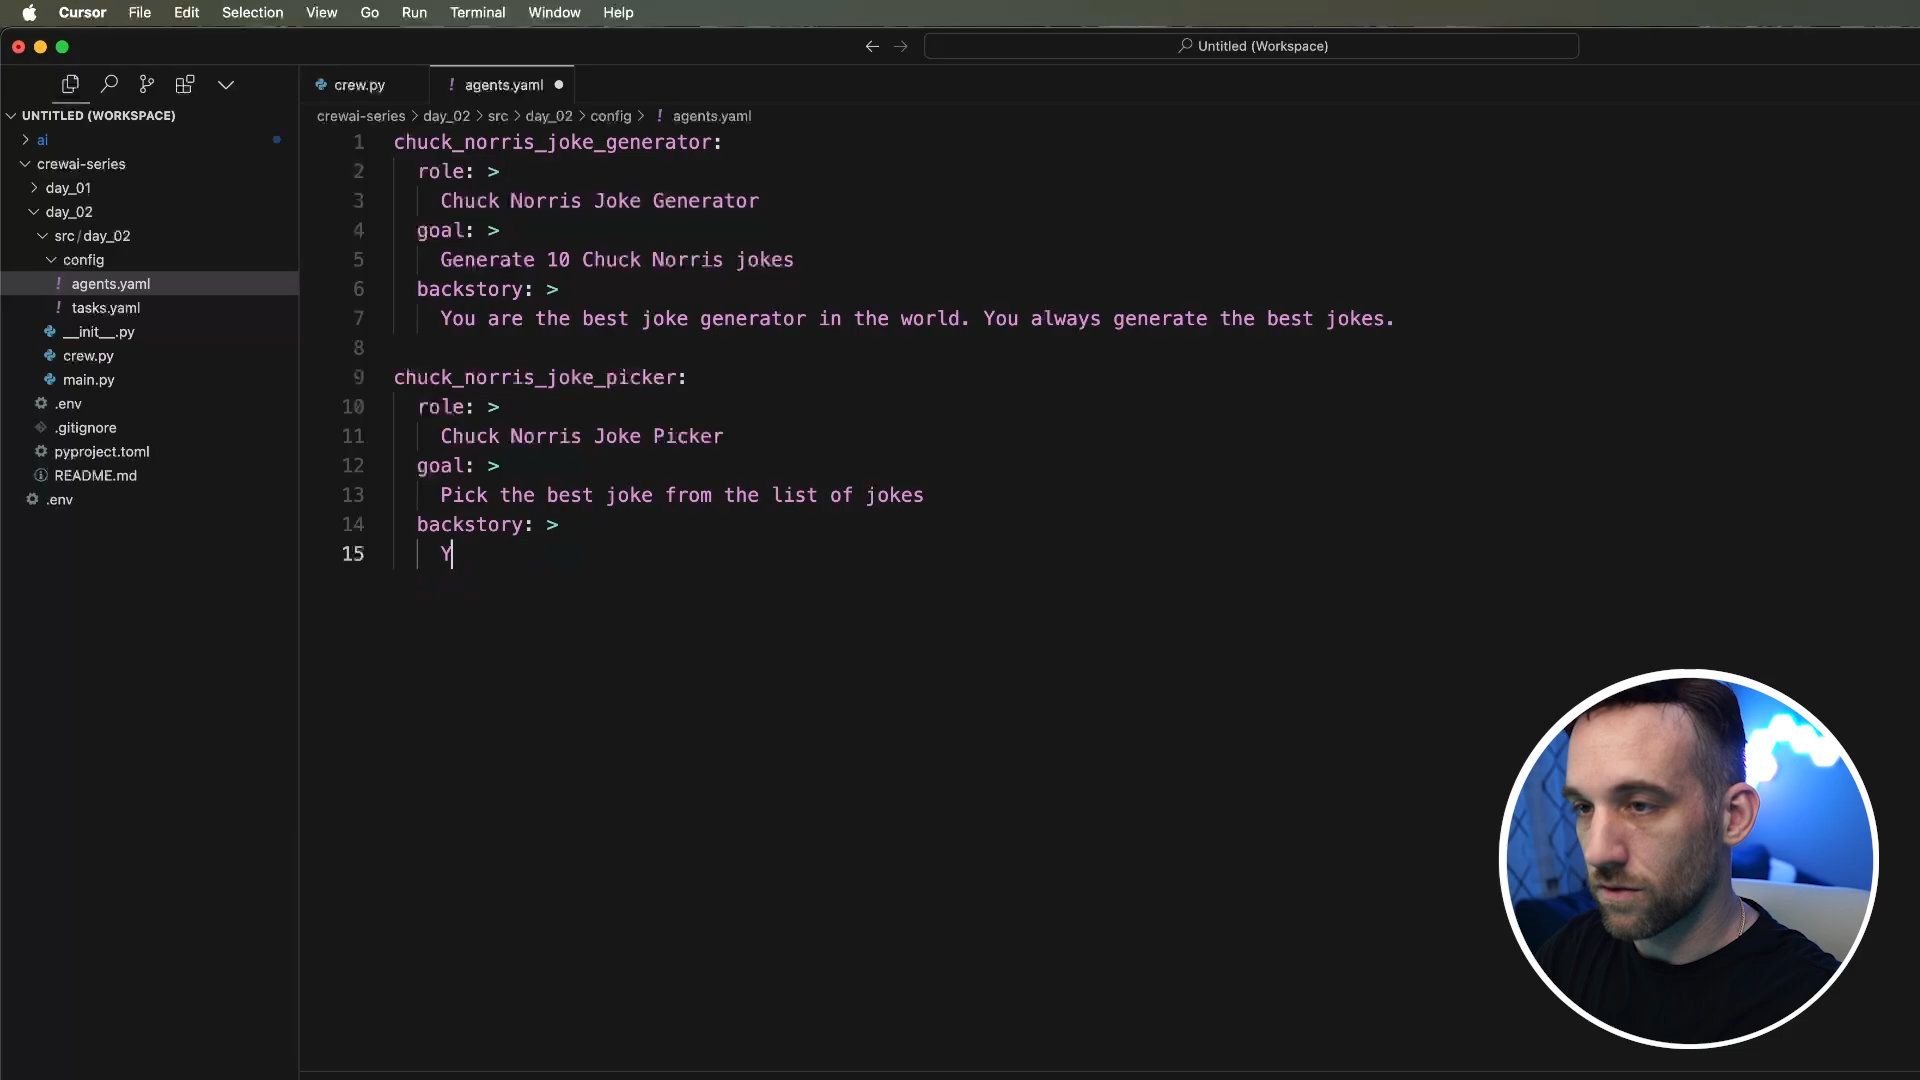 Cursor File Edit Selection View Go Run Terminal Window Help
Untitled (Workspace)
crew.py
! agents.yaml
UNTITLED (WORKSPACE)
ai
crewai-series
day_01
day_02
src / day_02
config
! agents.yaml
! tasks.yaml
__init__.py
crew.py
main.py
.env
.gitignore
pyproject.toml
README.md
.env
crewai-series > day_02 > src > day_02 > config > ! agents.yaml
1 chuck_norris_joke_generator:
2 role: >
3 Chuck Norris Joke Generator
4 goal: >
5 Generate 10 Chuck Norris jokes
6 backstory: >
7 You are the best joke generator in the world. You always generate the best jokes.
8
9 chuck_norris_joke_picker:
10 role: >
11 Chuck Norris Joke Picker
12 goal: >
13 Pick the best joke from the list of jokes
14 backstory: >
15 Y